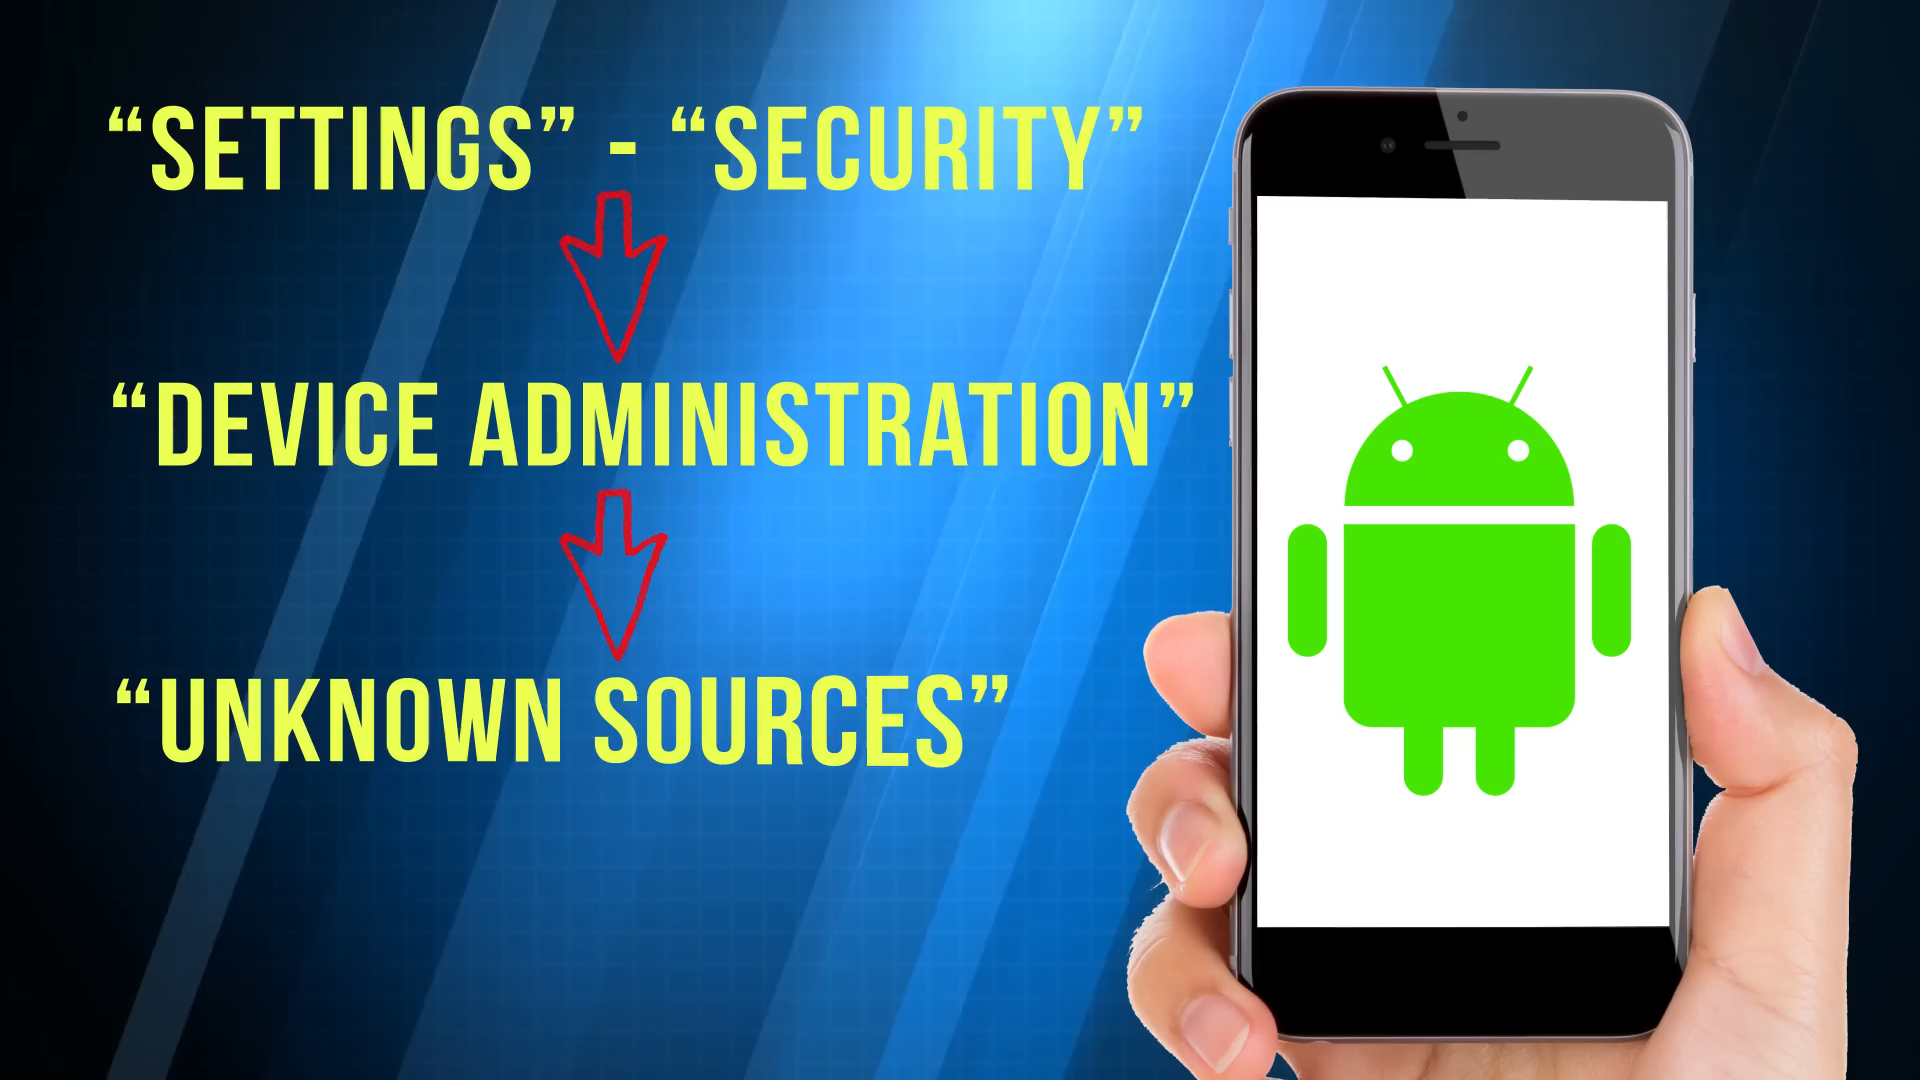 “SETTINGS” - “SECURITY”
“DEVICE ADMINISTRATION”
“UNKNOWN SOURCES”